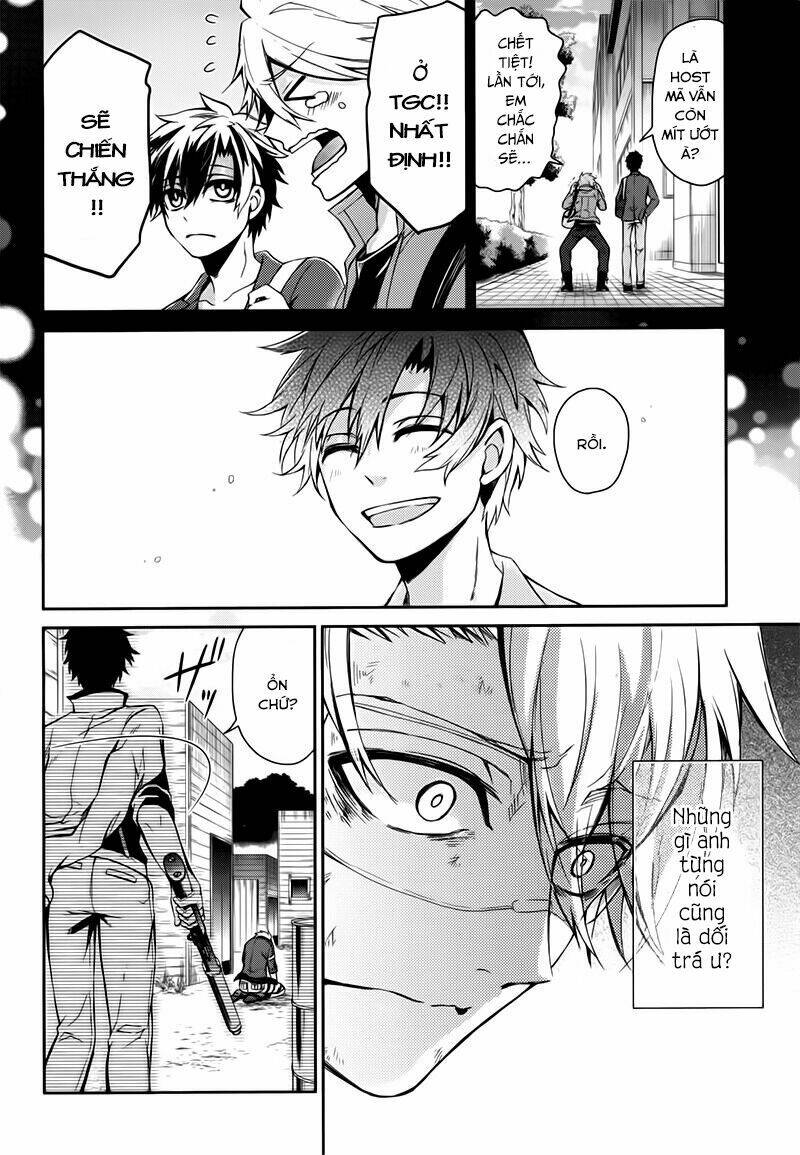 LÀ
HOST
MÀ VẪN
CÒN
MÍT ƯỚT
À?
CHẾT
TIỆT!
LẦN TỚI,
EM
CHẮC
CHẮN
SẼ...
Ở
TGC!!
NHẤT
ĐỊNH!!
SẼ
CHIẾN
THẮNG
!!
RỒI.
Những
gì anh
từng
nói
cũng
là dối
trá ư?
ỔN
CHỨ?